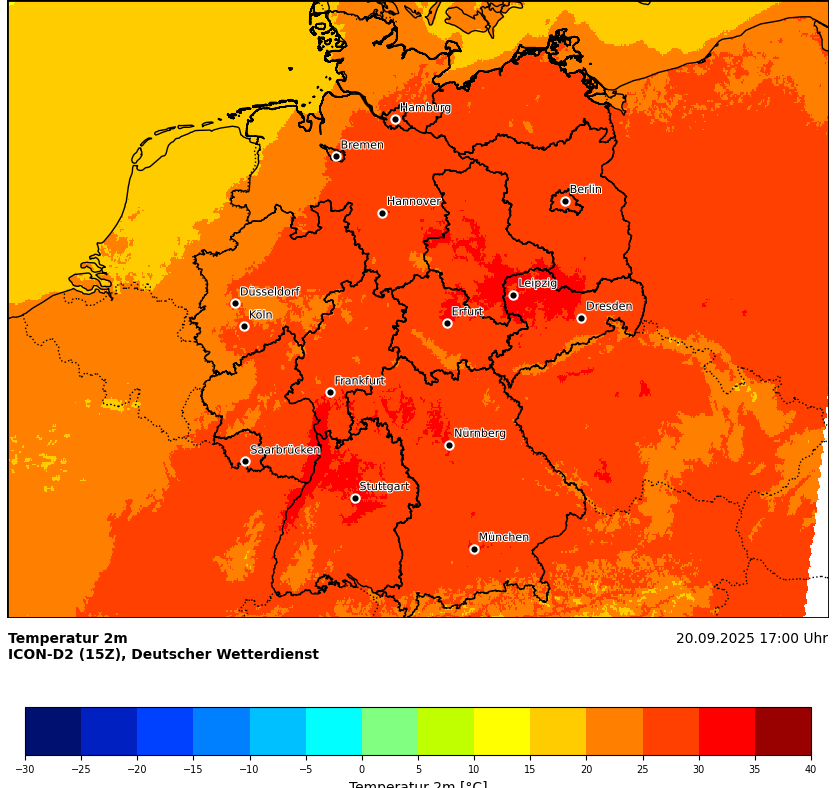 Hamburg
Bremen
Berlin
Hannover
Leipzig
Düsseldorf
Dresden
Köln
Erfurt
Frankfurt
Nürnberg
Saarbrücken
Stuttgart
München
Temperatur 2m
20.09.2025 17:00 Uhr
ICON-D2 (15Z), Deutscher Wetterdienst
−30 −25 −20 −15 −10 −5 0 5 10 15 20 25 30 35 40
Temperatur 2m [°C]